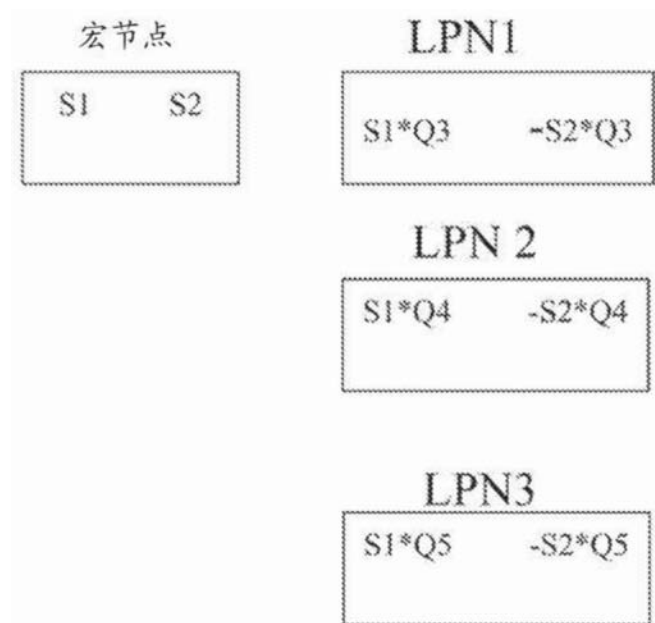 宏节点
S1 S2
LPN1
S1*Q3 -S2*Q3
LPN 2
S1*Q4 -S2*Q4
LPN3
S1*Q5 -S2*Q5